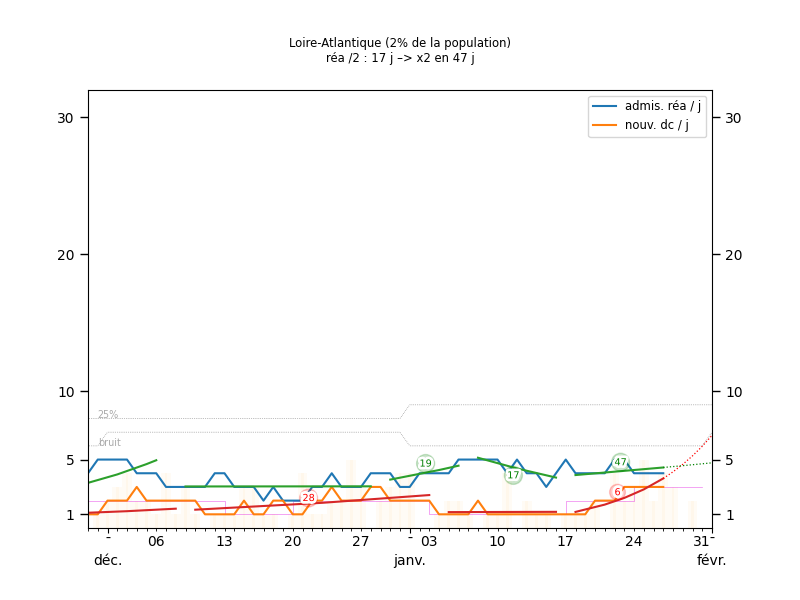 Loire-Atlantique (2% de la population)
réa /2 : 17 j –> x2 en 47 j
admis. réa / j
nouv. dc / j
30 30
20 20
10 10
25%
bruit
5 5
19
17
47
28
6
1 1
- 06 13 20 27 - 03 10 17 24 31-
déc. janv. févr.